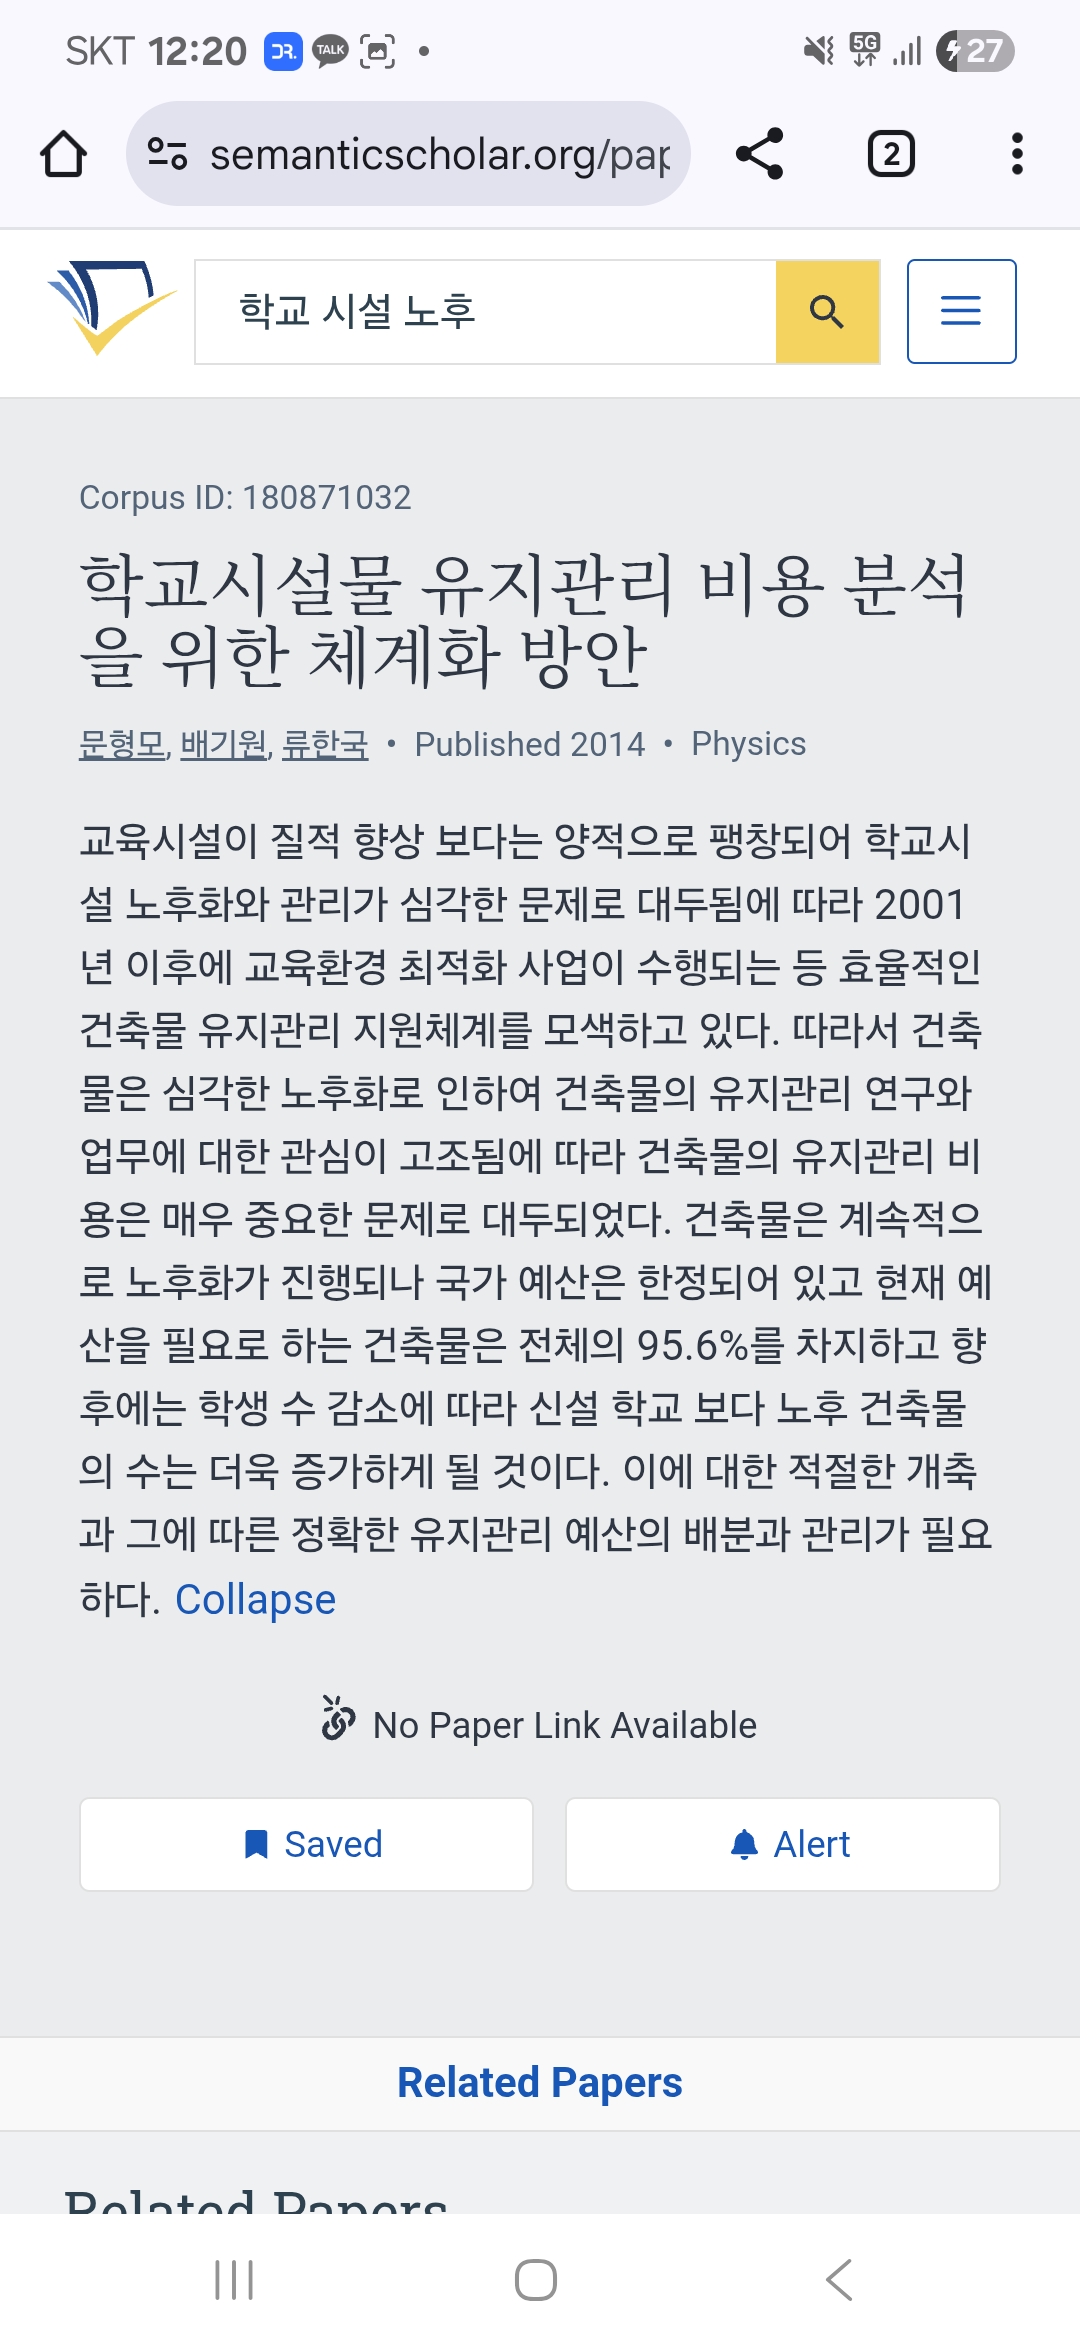 SKT 12:20 DR. TALK 5G 27
semanticscholar.org/pap
2
학교 시설 노후
Corpus ID: 180871032
학교시설물 유지관리 비용 분석
을 위한 체계화 방안
문형모, 배기원, 류한국 • Published 2014 • Physics
교육시설이 질적 향상 보다는 양적으로 팽창되어 학교시
설 노후화와 관리가 심각한 문제로 대두됨에 따라 2001
년 이후에 교육환경 최적화 사업이 수행되는 등 효율적인
건축물 유지관리 지원체계를 모색하고 있다. 따라서 건축
물은 심각한 노후화로 인하여 건축물의 유지관리 연구와
업무에 대한 관심이 고조됨에 따라 건축물의 유지관리 비
용은 매우 중요한 문제로 대두되었다. 건축물은 계속적으
로 노후화가 진행되나 국가 예산은 한정되어 있고 현재 예
산을 필요로 하는 건축물은 전체의 95.6%를 차지하고 향
후에는 학생 수 감소에 따라 신설 학교 보다 노후 건축물
의 수는 더욱 증가하게 될 것이다. 이에 대한 적절한 개축
과 그에 따른 정확한 유지관리 예산의 배분과 관리가 필요
하다. Collapse
No Paper Link Available
Saved
Alert
Related Papers
Related Papers